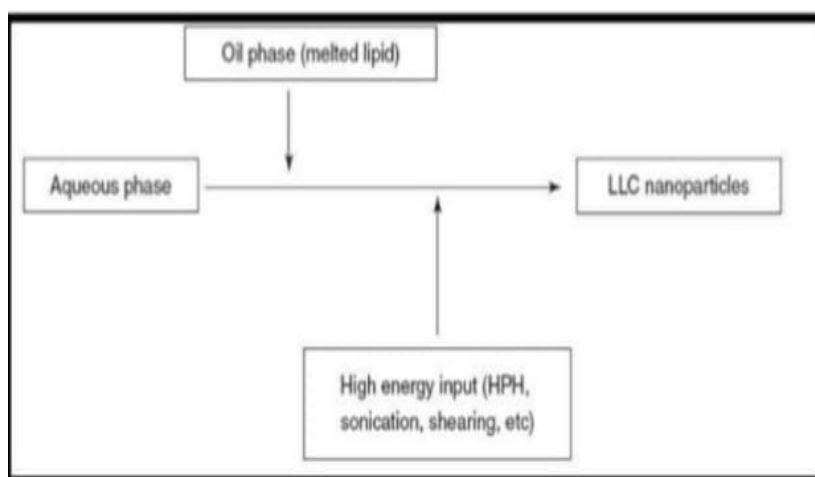 Oil phase (melted lipid)
Aqueous phase
LLC nanoparticles
High energy input (HPH,
sonication, shearing, etc)